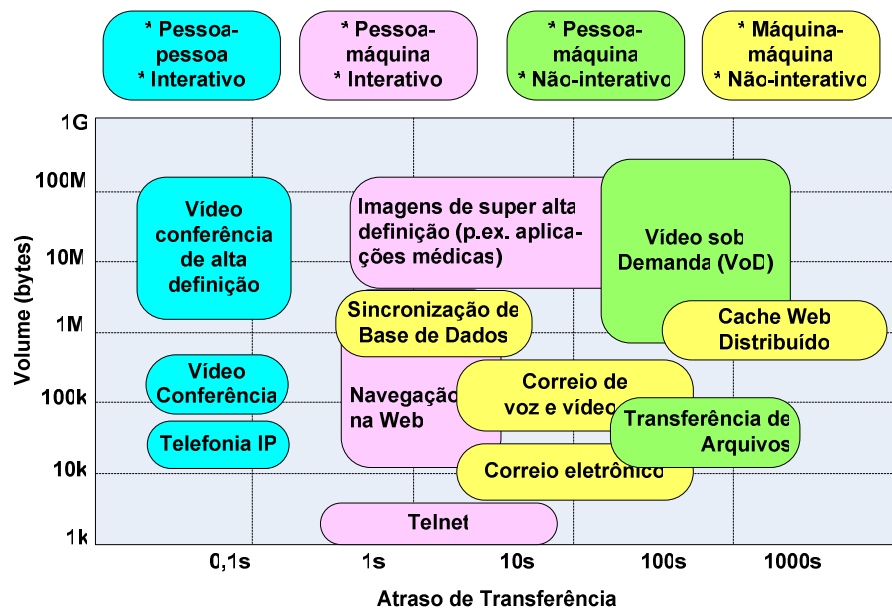 * Pessoa-
pessoa
* Interativo
* Pessoa-
máquina
* Interativo
* Pessoa-
máquina
* Não-interativo
* Máquina-
máquina
* Não-interativo
Volume (bytes)
1G
100M
10M
1M
100k
10k
1k
Vídeo
conferência
de alta
definição
Imagens de super alta
definição (p.ex. aplica-
ções médicas)
Vídeo sob
Demanda (VoD)
Sincronização de
Base de Dados
Cache Web
Distribuído
Vídeo
Conferência
Navegação
na Web
Correio de
voz e vídeo
Transferência de
Arquivos
Telefonia IP
Correio eletrônico
Telnet
0,1s
1s
10s
100s
1000s
Atraso de Transferência